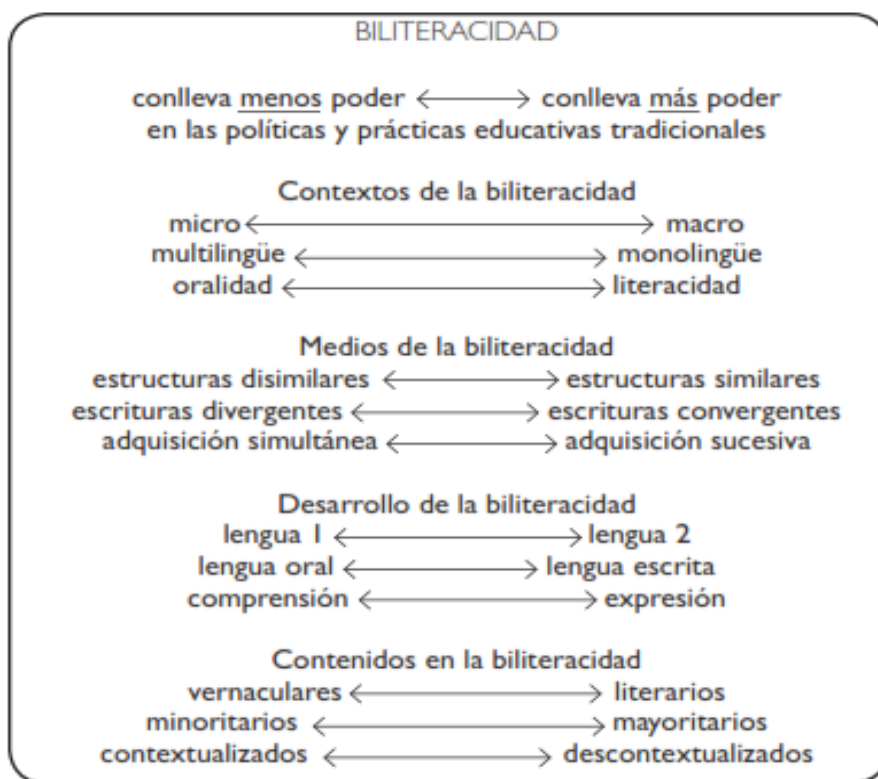 BILITERACIDAD
conlleva menos poder ⟷ conlleva más poder
en las políticas y prácticas educativas tradicionales
Contextos de la biliteracidad
micro ⟷ macro
multilingüe ⟷ monolingüe
oralidad ⟷ literacidad
Medios de la biliteracidad
estructuras disimilares ⟷ estructuras similares
escrituras divergentes ⟷ escrituras convergentes
adquisición simultánea ⟷ adquisición sucesiva
Desarrollo de la biliteracidad
lengua 1 ⟷ lengua 2
lengua oral ⟷ lengua escrita
comprensión ⟷ expresión
Contenidos en la biliteracidad
vernaculares ⟷ literarios
minoritarios ⟷ mayoritarios
contextualizados ⟷ descontextualizados